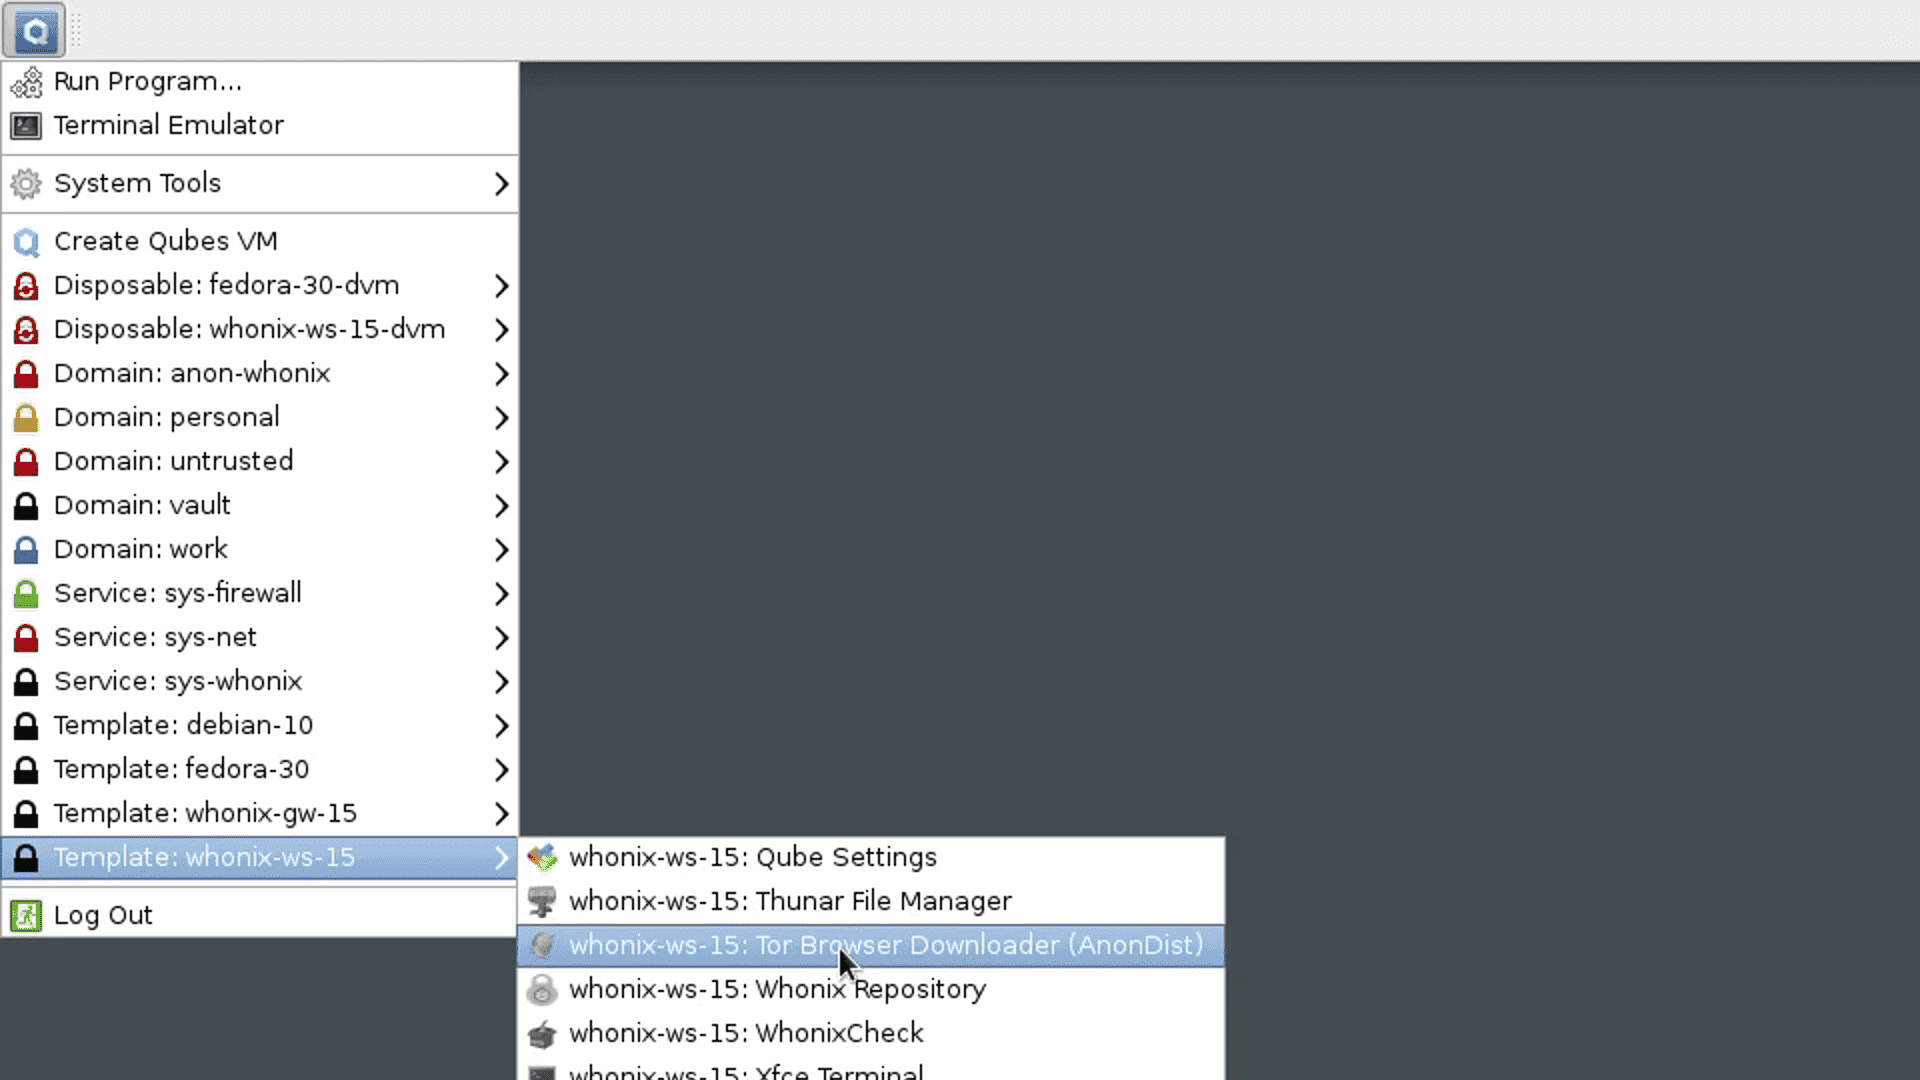 Run Program...
Terminal Emulator
System Tools
Create Qubes VM
Disposable: fedora-30-dvm
Disposable: whonix-ws-15-dvm
Domain: anon-whonix
Domain: personal
Domain: untrusted
Domain: vault
Domain: work
Service: sys-firewall
Service: sys-net
Service: sys-whonix
Template: debian-10
Template: fedora-30
Template: whonix-gw-15
Template: whonix-ws-15
Log Out
whonix-ws-15: Qube Settings
whonix-ws-15: Thunar File Manager
whonix-ws-15: Tor Browser Downloader (AnonDist)
whonix-ws-15: Whonix Repository
whonix-ws-15: WhonixCheck
whonix-ws-15: Xfce Terminal